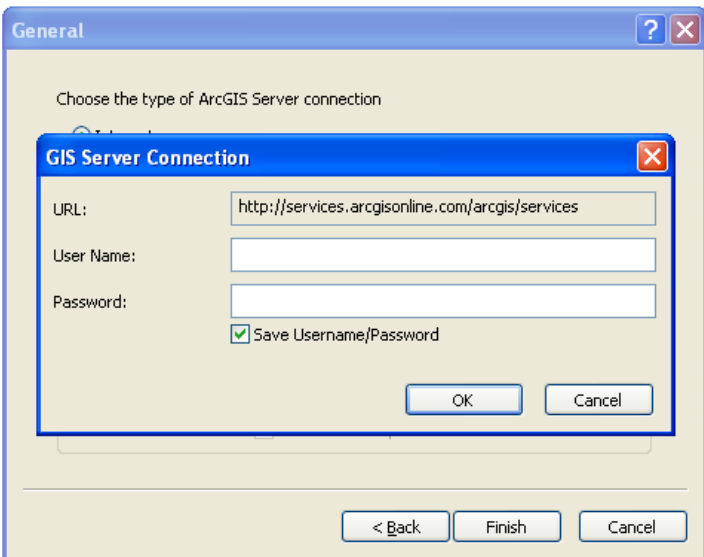 General
Choose the type of ArcGIS Server connection
GIS Server Connection
URL:
http://services.arcgisonline.com/arcgis/services
User Name:
Password:
Save Username/Password
OK
Cancel
< Back
Finish
Cancel